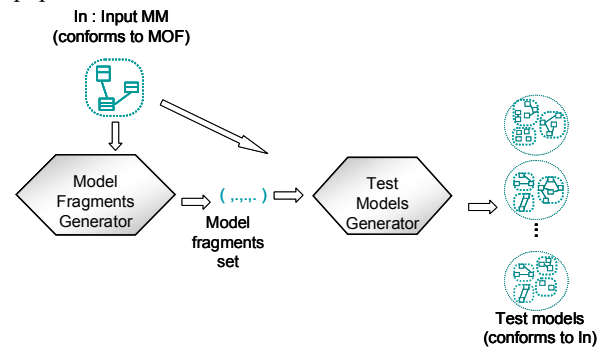 In : Input MM
(conforms to MOF)
Model
Fragments
Generator
( ,.,.,. )
Model
fragments
set
Test
Models
Generator
Test models
(conforms to In)